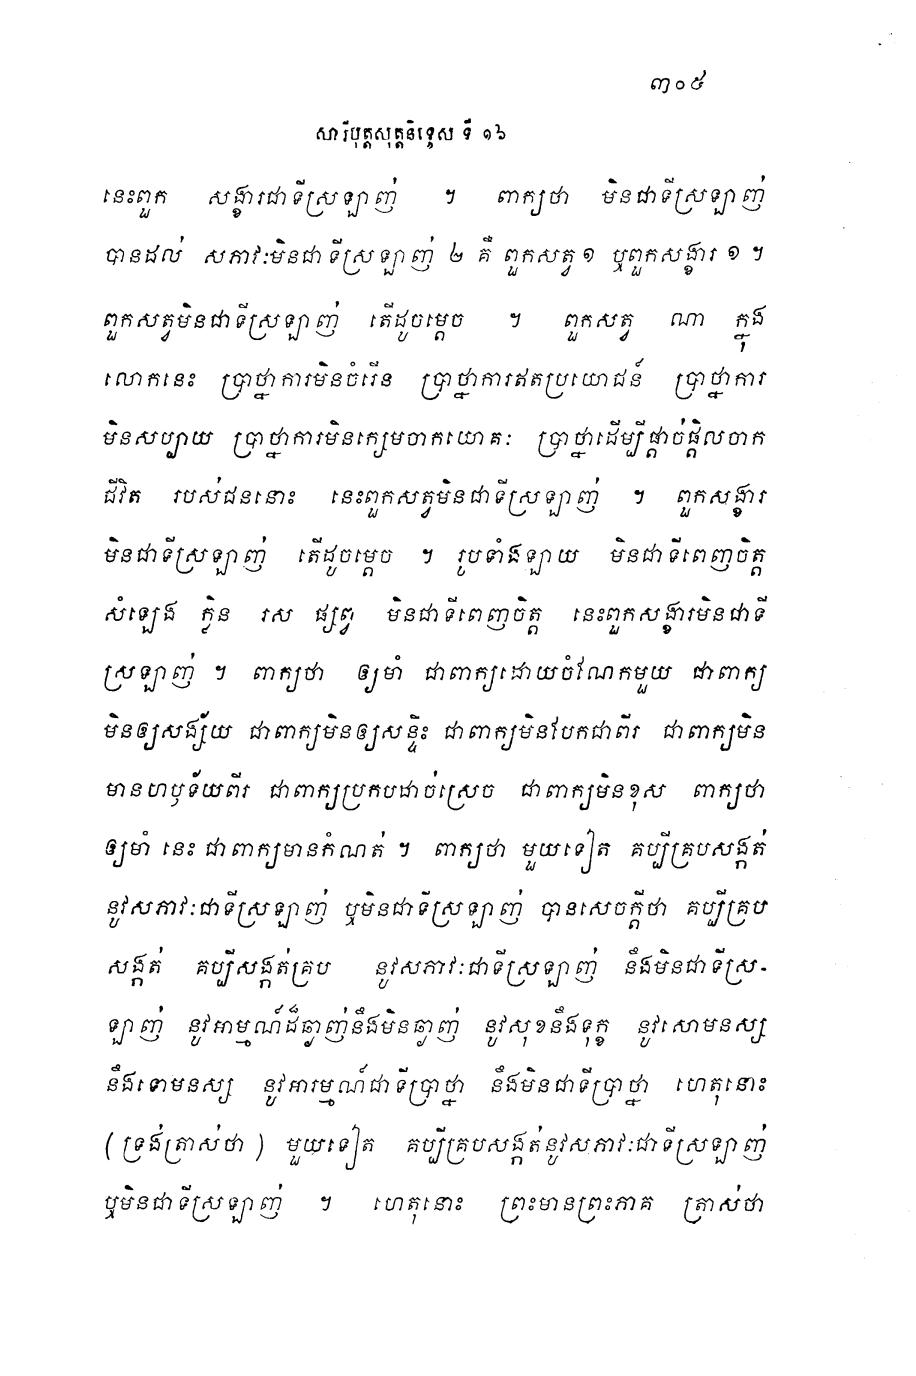 ៣០៥
សារីបុត្តសុត្តនិទ្ទេស ទី ១៦
នេះពួក សង្ខារជាទីស្រឡាញ់ ។ ពាក្យថា មិនជាទីស្រឡាញ់
បានដល់ សភាវៈមិនជាទីស្រឡាញ់ ២ គឺ ពួកសត្វ ១ ឬពួកសង្ខារ ១ ។
ពួកសត្វមិនជាទីស្រឡាញ់ តើដូចម្តេច ។ ពួកសត្វ ណា ក្នុង
លោកនេះ ប្រាថ្នាការមិនចំរើន ប្រាថ្នាការឥតប្រយោជន៍ ប្រាថ្នាការ
មិនសប្បាយ ប្រាថ្នាការមិនក្សេមចាកយោគៈ ប្រាថ្នាដើម្បីផ្តាច់ផ្តិលចាក
ជីវិត របស់ជននោះ នេះពួកសត្វមិនជាទីស្រឡាញ់ ។ ពួកសង្ខារ
មិនជាទីស្រឡាញ់ តើដូចម្តេច ។ រូបទាំងឡាយ មិនជាទីពេញចិត្ត
សំឡេង ក្លិន រស ផ្សព្វ មិនជាទីពេញចិត្ត នេះពួកសង្ខារមិនជាទី
ស្រឡាញ់ ។ ពាក្យថា ឲ្យមាំ ជាពាក្យដោយចំណែកមួយ ជាពាក្យ
មិនឲ្យសង្ស័យ ជាពាក្យមិនឲ្យសន្ទិះ ជាពាក្យមិនបែកជាពីរ ជាពាក្យមិន
មានហឫទ័យពីរ ជាពាក្យប្រកបជាច់ស្រេច ជាពាក្យមិនខុស ពាក្យថា
ឲ្យមាំ នេះ ជាពាក្យមានកំណត់ ។ ពាក្យថា មួយទៀត គប្បីគ្របសង្កត់
នូវសភាវៈជាទីស្រឡាញ់ ឬមិនជាទីស្រឡាញ់ បានសេចក្តីថា គប្បីគ្រប
សង្កត់ គប្បីសង្កត់គ្រប នូវសភាវៈជាទីស្រឡាញ់ នឹងមិនជាទីស្រ-
ឡាញ់ នូវអារម្មណ៍ដ៏ឆ្ងាញ់នឹងមិនឆ្ងាញ់ នូវសុខនឹងទុក្ខ នូវសោមនស្ស
នឹងទោមនស្ស នូវអារម្មណ៍ជាទីប្រាថ្នា នឹងមិនជាទីប្រាថ្នា ហេតុនោះ
(ទ្រង់ត្រាស់ថា) មួយទៀត គប្បីគ្របសង្កត់នូវសភាវៈជាទីស្រឡាញ់
ឬមិនជាទីស្រឡាញ់ ។ ហេតុនោះ ព្រះមានព្រះភាគ ត្រាស់ថា